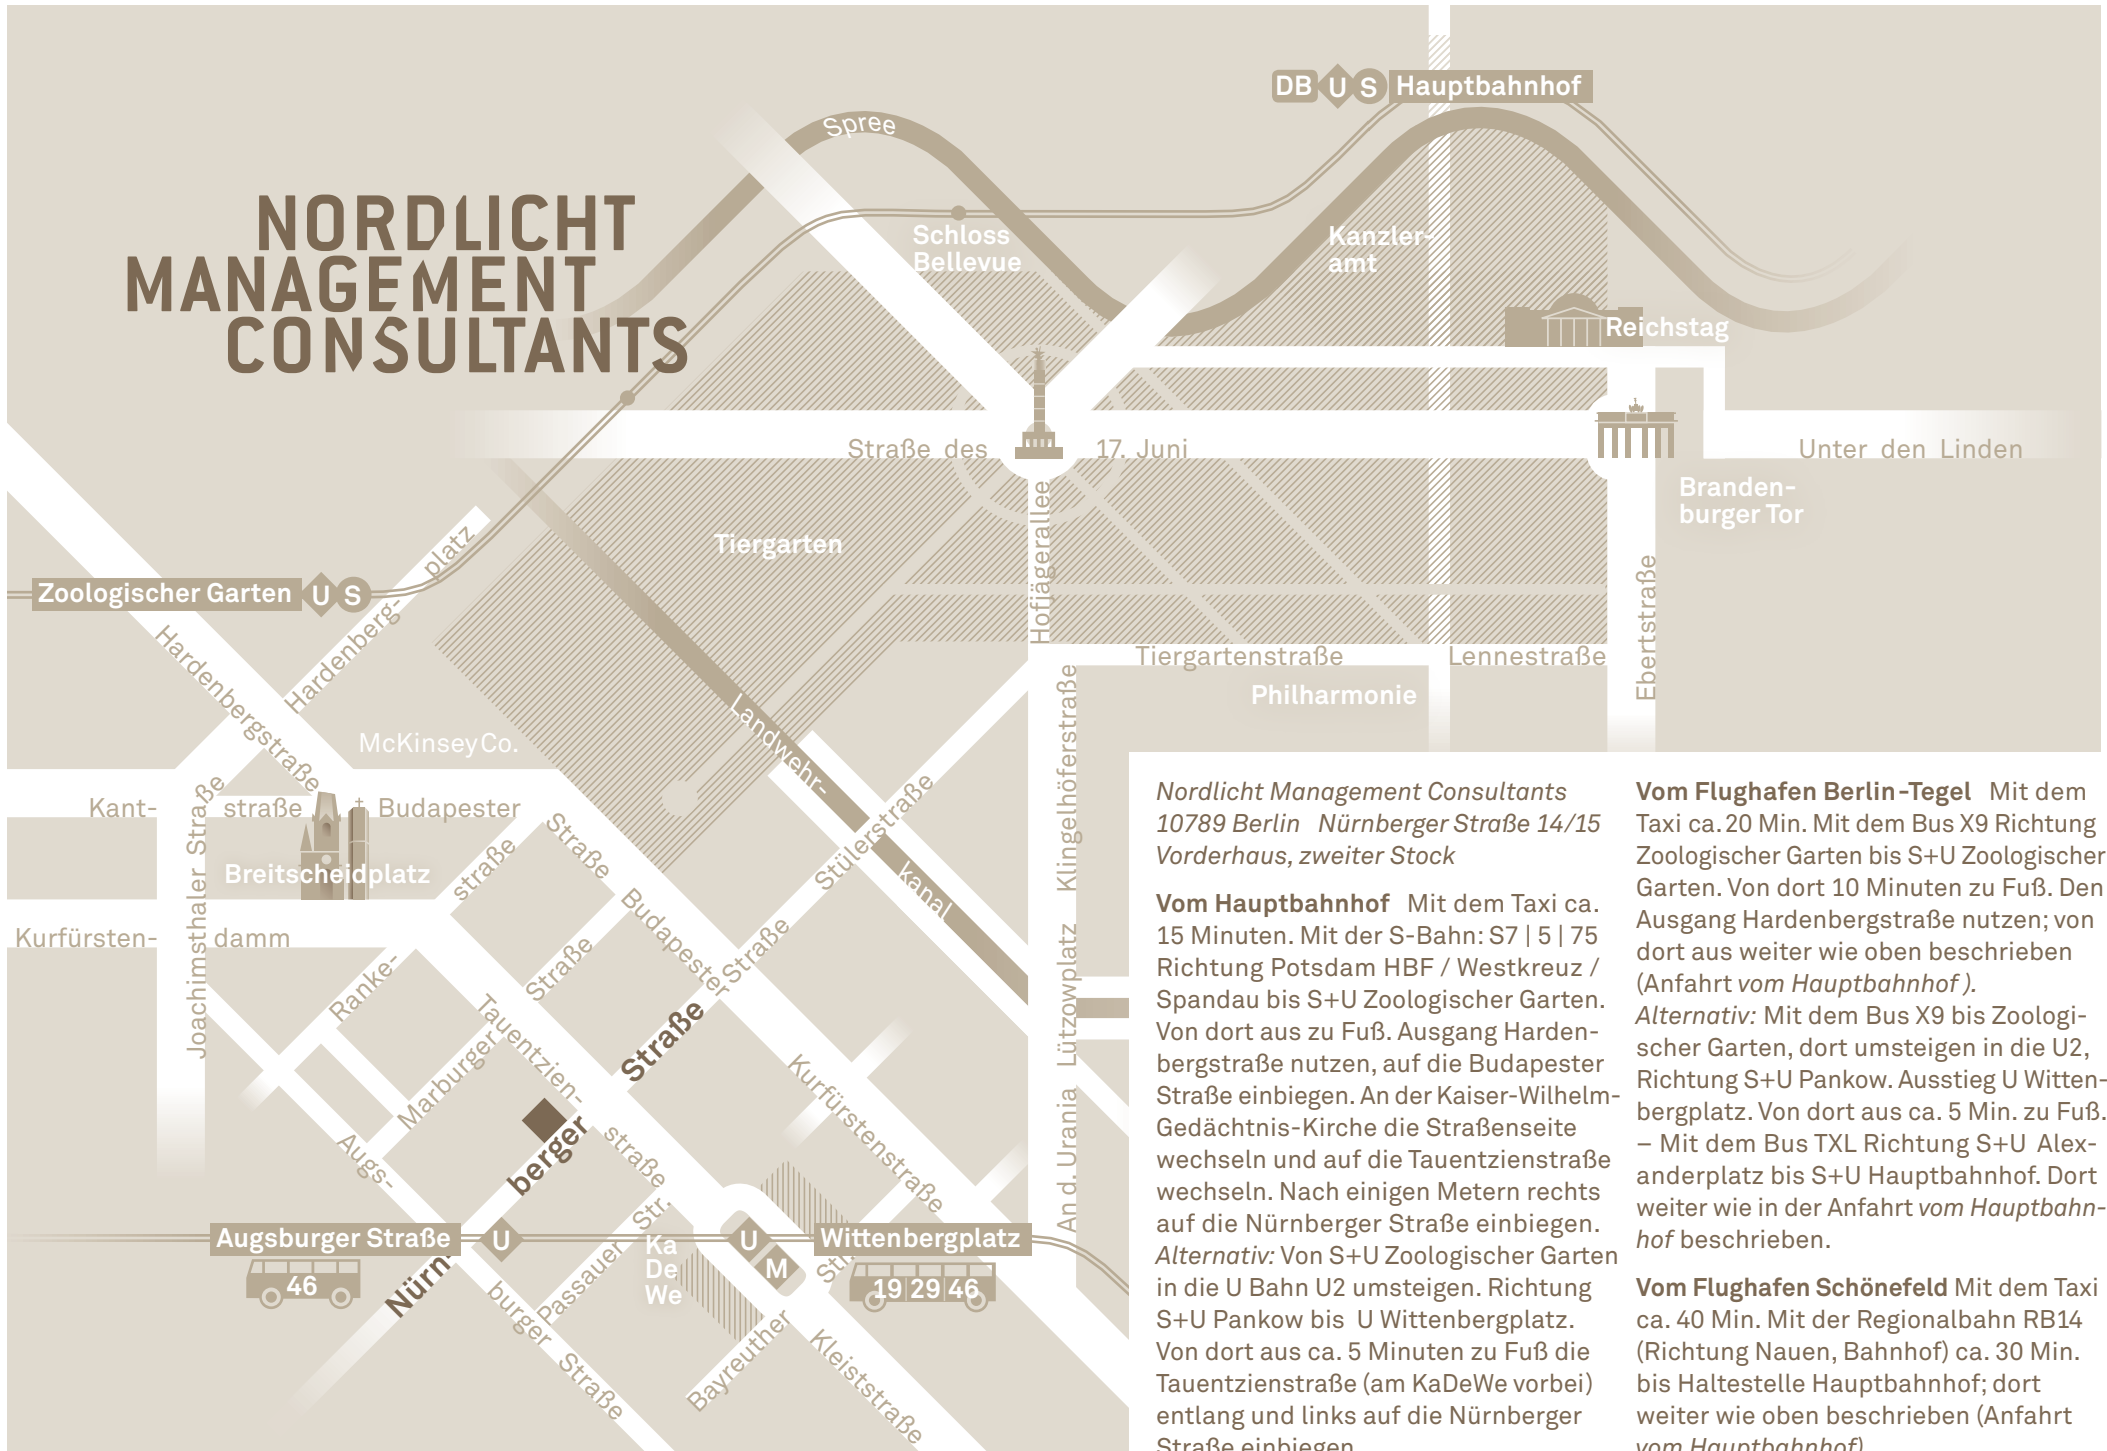 DB U S Hauptbahnhof
Spree
NORDLICHT
MANAGEMENT
CONSULTANTS
Schloss
Bellevue
Kanzler-
amt
Reichstag
Straße des 17. Juni
Unter den Linden
Branden-
burger Tor
Tiergarten
Hofjägerallee
Hardenberg-
platz
Zoologischer Garten U S
Ebertstraße
Hardenbergstraße
Tiergartenstraße
Lennestraße
Philharmonie
McKinsey Co.
Landwehr-
kanal
Klingelhöferstraße
Kant-
straße
Budapester
Straße
Breitscheidplatz
Joachimsthaler Straße
Kurfürsten-
damm
Ranke-
straße
Budapester
Straße
Stülerstraße
Marburger
Straße
Tauentzien-
straße
Nürn-
berger
Straße
Kurfürstenstraße
Lützowplatz
An d. Urania
Augs-
burger
Straße
Augsburger Straße U
46
Passauer
Str.
Ka
De
We
U
M
Wittenbergplatz
19|29|46
Bayreuther
Str.
Kleiststraße
Nordlicht Management Consultants
10789 Berlin Nürnberger Straße 14/15
Vorderhaus, zweiter Stock
Vom Hauptbahnhof Mit dem Taxi ca.
15 Minuten. Mit der S-Bahn: S7 | 5 | 75
Richtung Potsdam HBF / Westkreuz /
Spandau bis S+U Zoologischer Garten.
Von dort aus zu Fuß. Ausgang Harden-
bergstraße nutzen, auf die Budapester
Straße einbiegen. An der Kaiser-Wilhelm-
Gedächtnis-Kirche die Straßenseite
wechseln und auf die Tauentzienstraße
wechseln. Nach einigen Metern rechts
auf die Nürnberger Straße einbiegen.
Alternativ: Von S+U Zoologischer Garten
in die U Bahn U2 umsteigen. Richtung
S+U Pankow bis U Wittenbergplatz.
Von dort aus ca. 5 Minuten zu Fuß die
Tauentzienstraße (am KaDeWe vorbei)
entlang und links auf die Nürnberger
Straße einbiegen
Vom Flughafen Berlin-Tegel Mit dem
Taxi ca. 20 Min. Mit dem Bus X9 Richtung
Zoologischer Garten bis S+U Zoologischer
Garten. Von dort 10 Minuten zu Fuß. Den
Ausgang Hardenbergstraße nutzen; von
dort aus weiter wie oben beschrieben
(Anfahrt vom Hauptbahnhof ).
Alternativ: Mit dem Bus X9 bis Zoologi-
scher Garten, dort umsteigen in die U2,
Richtung S+U Pankow. Ausstieg U Witten-
bergplatz. Von dort aus ca. 5 Min. zu Fuß.
– Mit dem Bus TXL Richtung S+U Alex-
anderplatz bis S+U Hauptbahnhof. Dort
weiter wie in der Anfahrt vom Hauptbahn-
hof beschrieben.
Vom Flughafen Schönefeld Mit dem Taxi
ca. 40 Min. Mit der Regionalbahn RB14
(Richtung Nauen, Bahnhof) ca. 30 Min.
bis Haltestelle Hauptbahnhof; dort
weiter wie oben beschrieben (Anfahrt
vom Hauptbahnhof)